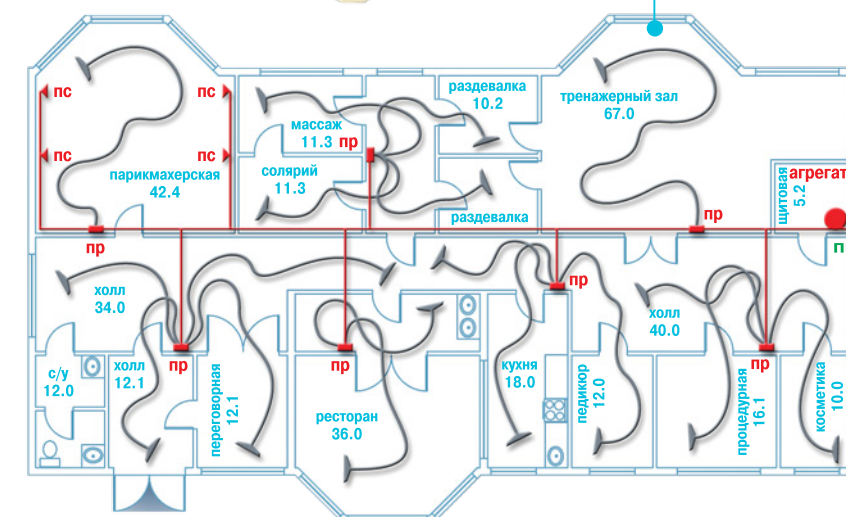 пс
пс
пс
пс
парикмахерская
42.4
пр
массаж
11.3
пр
солярий
11.3
раздевалка
10.2
раздевалка
тренажерный зал
67.0
пр
щитовая
5.2
агрегат
п
холл
34.0
пр
с/у
12.0
холл
12.1
переговорная
12.1
пр
ресторан
36.0
пр
кухня
18.0
педикюр
12.0
холл
40.0
пр
процедурная
16.1
косметика
10.0